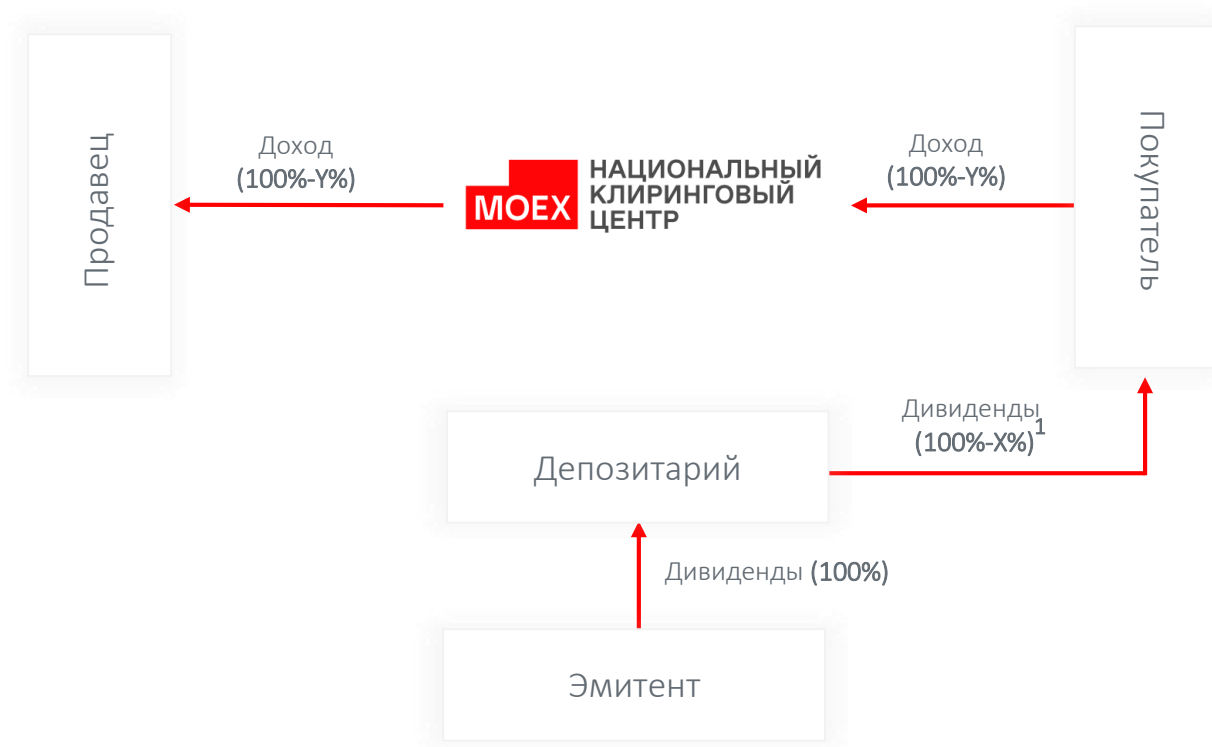 Продавец
Доход
(100%-Y%)
MOEX
НАЦИОНАЛЬНЫЙ
КЛИРИНГОВЫЙ
ЦЕНТР
Доход
(100%-Y%)
Покупатель
Дивиденды
(100%-X%)1
Депозитарий
Дивиденды (100%)
Эмитент